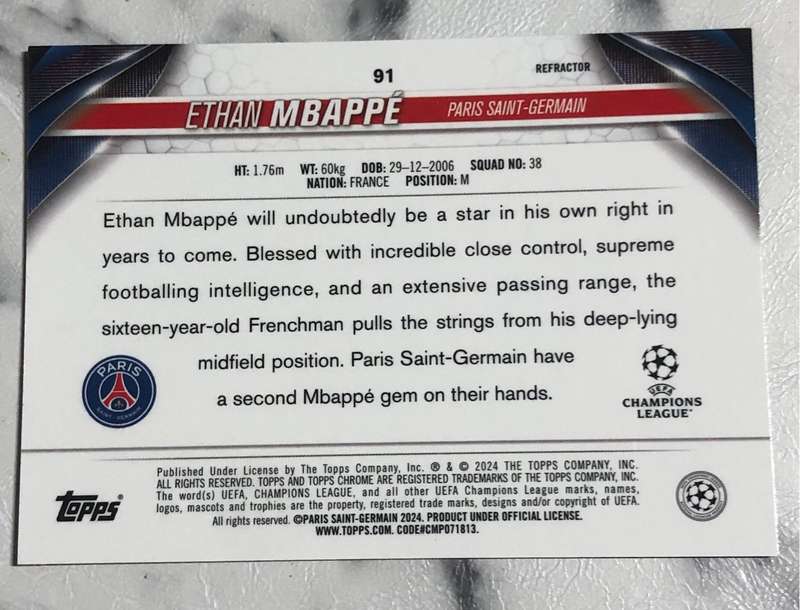 91
REFRACTOR
ETHAN MBAPPÉ PARIS SAINT-GERMAIN
HT: 1.76m WT: 60kg DOB: 29-12-2006 SQUAD NO: 38
NATION: FRANCE POSITION: M
Ethan Mbappé will undoubtedly be a star in his own right in
years to come. Blessed with incredible close control, supreme
footballing intelligence, and an extensive passing range, the
sixteen-year-old Frenchman pulls the strings from his deep-lying
midfield position. Paris Saint-Germain have
a second Mbappé gem on their hands.
PARIS
SAINT-GERMAIN
UEFA
CHAMPIONS
LEAGUE™
topps®
Published Under License by The Topps Company, Inc. ® & © 2024 THE TOPPS COMPANY, INC.
ALL RIGHTS RESERVED. TOPPS AND TOPPS CHROME ARE REGISTERED TRADEMARKS OF THE TOPPS COMPANY, INC.
The word(s) UEFA, CHAMPIONS LEAGUE, and all other UEFA Champions League marks, names,
logos, mascots and trophies are the property, registered trade marks, designs and/or copyright of UEFA.
All rights reserved. ©PARIS SAINT-GERMAIN 2024. PRODUCT UNDER OFFICIAL LICENSE.
WWW.TOPPS.COM. CODE#CMP071813.